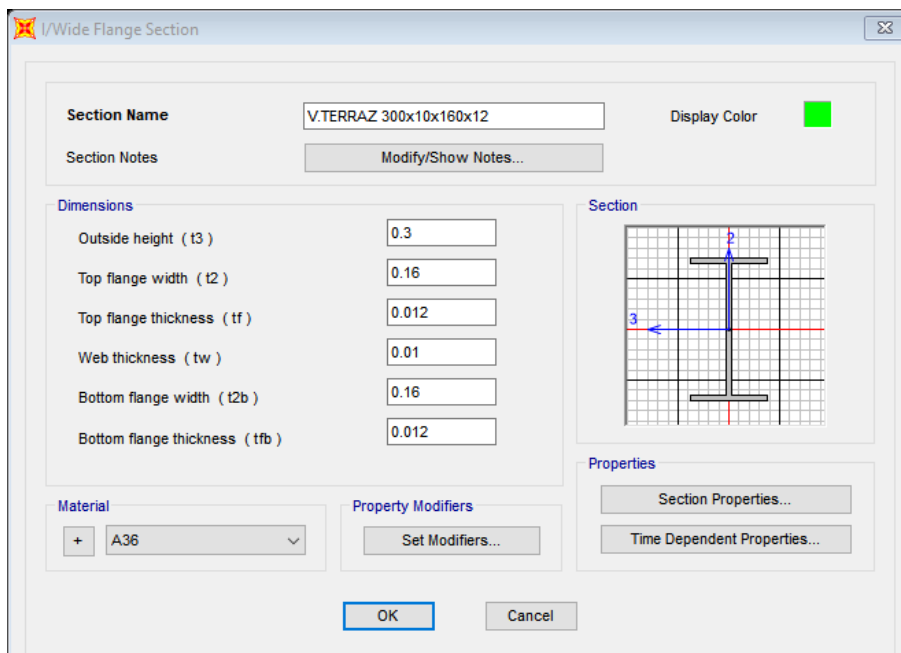 I/Wide Flange Section
Section Name V.TERRAZ 300x10x160x12 Display Color
Section Notes Modify/Show Notes...
Dimensions
Outside height ( t3 ) 0.3
Top flange width ( t2 ) 0.16
Top flange thickness ( tf ) 0.012
Web thickness ( tw ) 0.01
Bottom flange width ( t2b ) 0.16
Bottom flange thickness ( tfb ) 0.012
Section
2
3
Material
+ A36
Property Modifiers
Set Modifiers...
Properties
Section Properties...
Time Dependent Properties...
OK Cancel